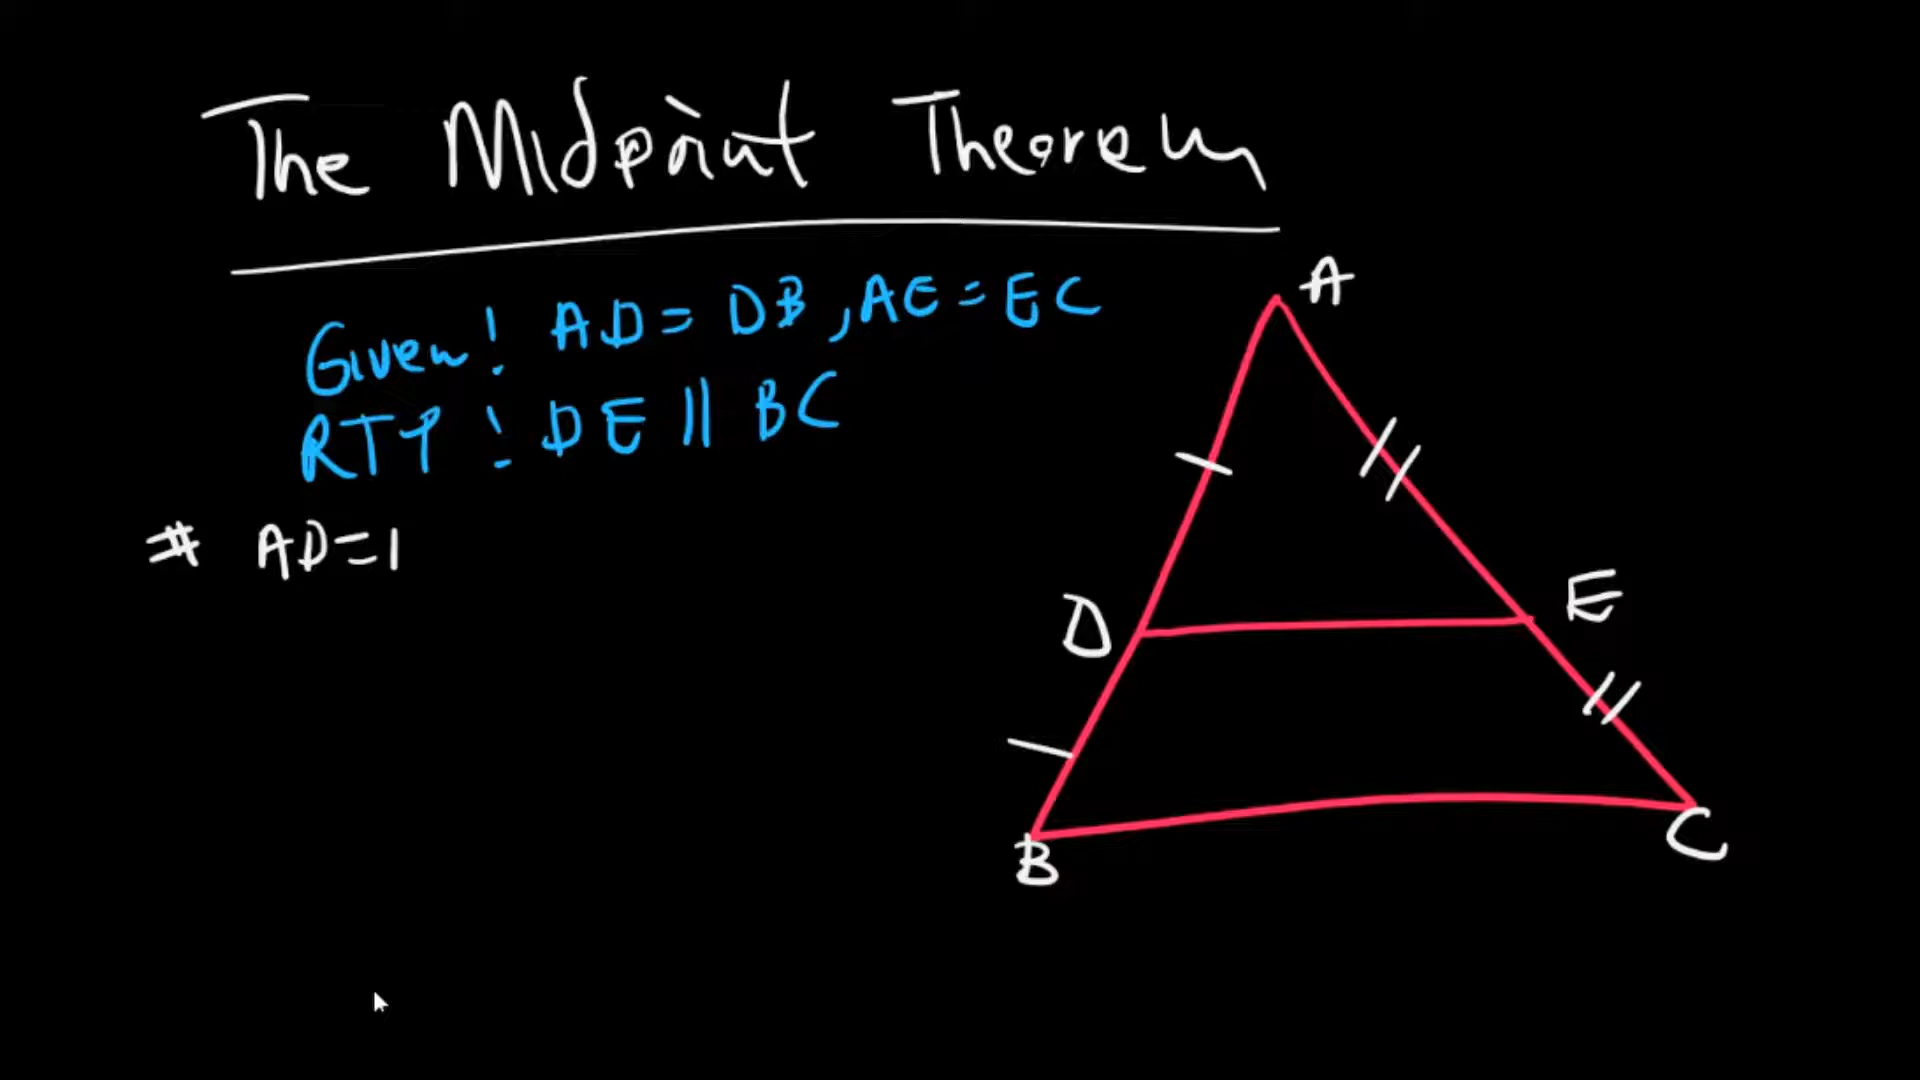 The Midpoint Theorem
Given: AD = DB, AE = EC
RTP: DE || BC
# AD = 1
A
D
E
B
C